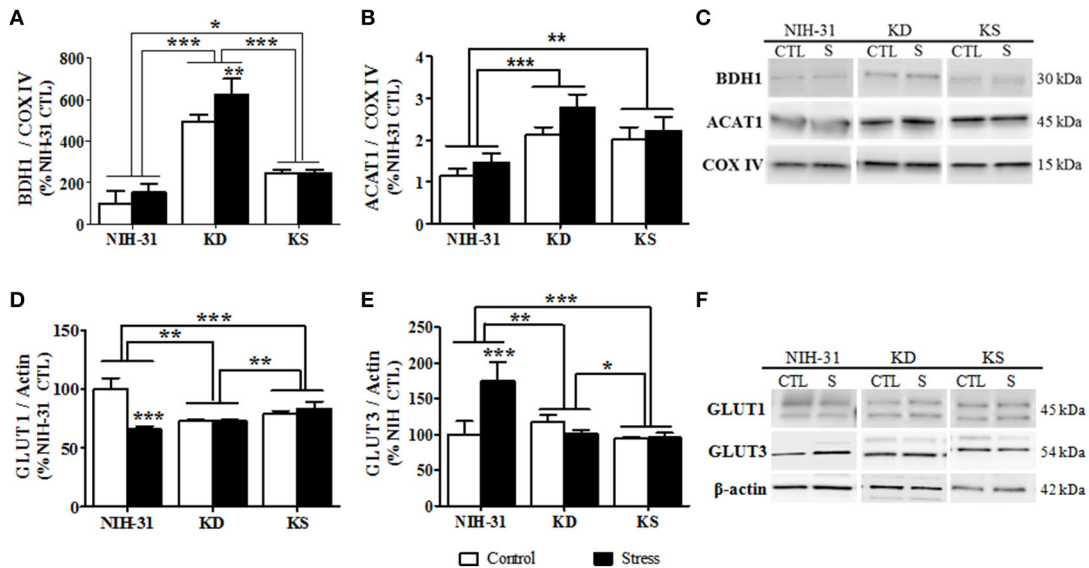 A
BDH1 / COX IV
(%NIH-31 CTL)
800
600
400
200
0
*
***
***
**
NIH-31 KD KS
B
ACAT1 / COX IV
(%NIH-31 CTL)
4
3
2
1
0
**
***
NIH-31 KD KS
C
NIH-31 KD KS
CTL S CTL S CTL S
BDH1 30 kDa
ACAT1 45 kDa
COX IV 15 kDa
D
GLUT1 / Actin
(%NIH-31 CTL)
150
100
50
0
***
**
**
***
NIH-31 KD KS
E
GLUT3 / Actin
(%NIH CTL)
250
200
150
100
50
0
***
**
***
*
NIH-31 KD KS
F
NIH-31 KD KS
CTL S CTL S CTL S
GLUT1 45 kDa
GLUT3 54 kDa
β-actin 42 kDa
Control Stress